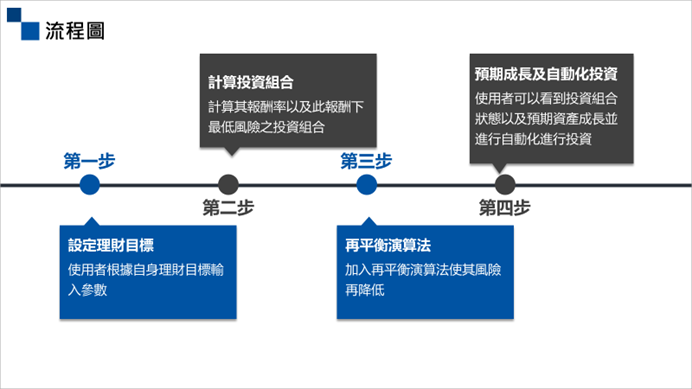 流程圖
第一步
設定理財目標
使用者根據自身理財目標輸
入參數
計算投資組合
計算其報酬率以及此報酬下
最低風險之投資組合
第二步
第三步
再平衡演算法
加入再平衡演算法使其風險
再降低
預期成長及自動化投資
使用者可以看到投資組合
狀態以及預期資產成長並
進行自動化進行投資
第四步